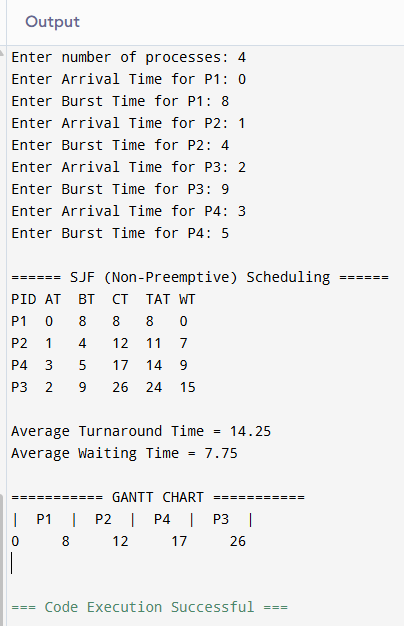 Output
Enter number of processes: 4
Enter Arrival Time for P1: 0
Enter Burst Time for P1: 8
Enter Arrival Time for P2: 1
Enter Burst Time for P2: 4
Enter Arrival Time for P3: 2
Enter Burst Time for P3: 9
Enter Arrival Time for P4: 3
Enter Burst Time for P4: 5

====== SJF (Non-Preemptive) Scheduling ======
PID AT  BT  CT  TAT WT
P1  0   8   8   8   0
P2  1   4   12  11  7
P4  3   5   17  14  9
P3  2   9   26  24  15

Average Turnaround Time = 14.25
Average Waiting Time = 7.75

=========== GANTT CHART ===========
|  P1  |  P2  |  P4  |  P3  |
0     8     12     17     26

=== Code Execution Successful ===